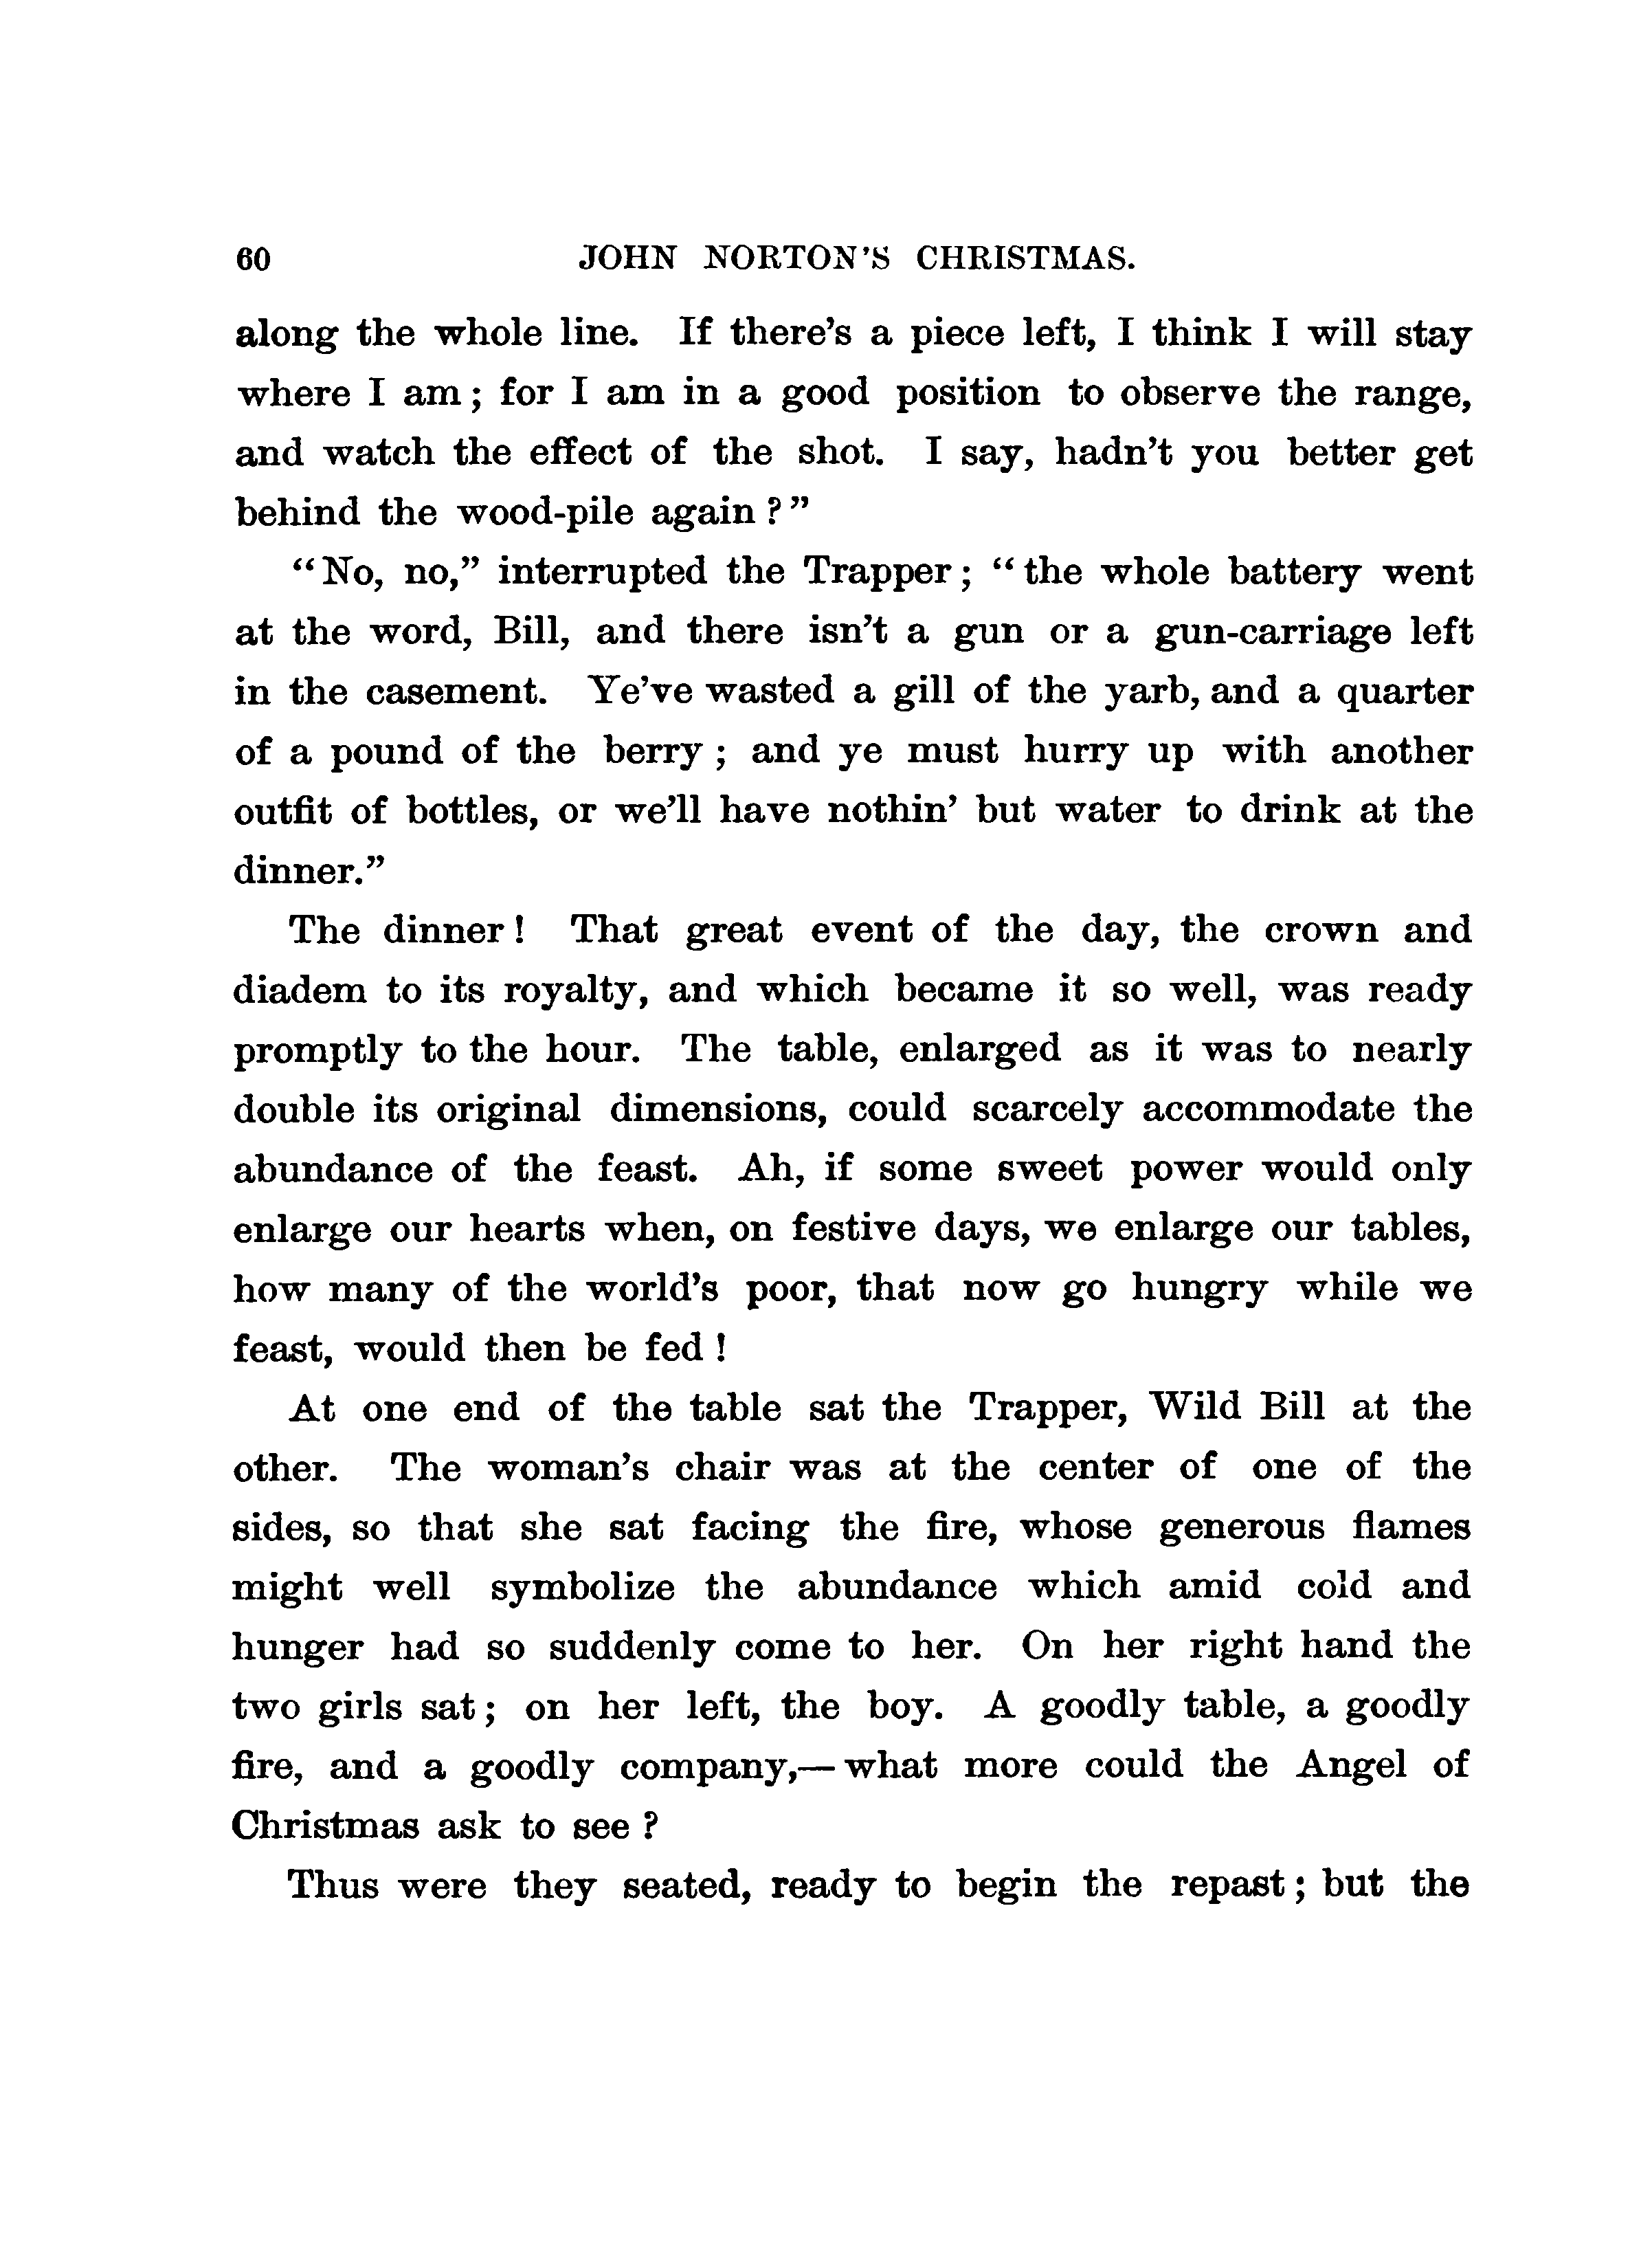 60 JOHN NORTON'S CHRISTMAS.
along the whole line. If there's a piece left, I think I will stay
where I am; for I am in a good position to observe the range,
and watch the effect of the shot. I say, hadn't you better get
behind the wood-pile again?”
“No, no,” interrupted the Trapper; “the whole battery went
at the word, Bill, and there isn't a gun or a gun-carriage left
in the casement. Ye've wasted a gill of the yarb, and a quarter
of a pound of the berry; and ye must hurry up with another
outfit of bottles, or we'll have nothin' but water to drink at the
dinner.”
The dinner! That great event of the day, the crown and
diadem to its royalty, and which became it so well, was ready
promptly to the hour. The table, enlarged as it was to nearly
double its original dimensions, could scarcely accommodate the
abundance of the feast. Ah, if some sweet power would only
enlarge our hearts when, on festive days, we enlarge our tables,
how many of the world's poor, that now go hungry while we
feast, would then be fed!
At one end of the table sat the Trapper, Wild Bill at the
other. The woman's chair was at the center of one of the
sides, so that she sat facing the fire, whose generous flames
might well symbolize the abundance which amid cold and
hunger had so suddenly come to her. On her right hand the
two girls sat; on her left, the boy. A goodly table, a goodly
fire, and a goodly company,—what more could the Angel of
Christmas ask to see?
Thus were they seated, ready to begin the repast; but the